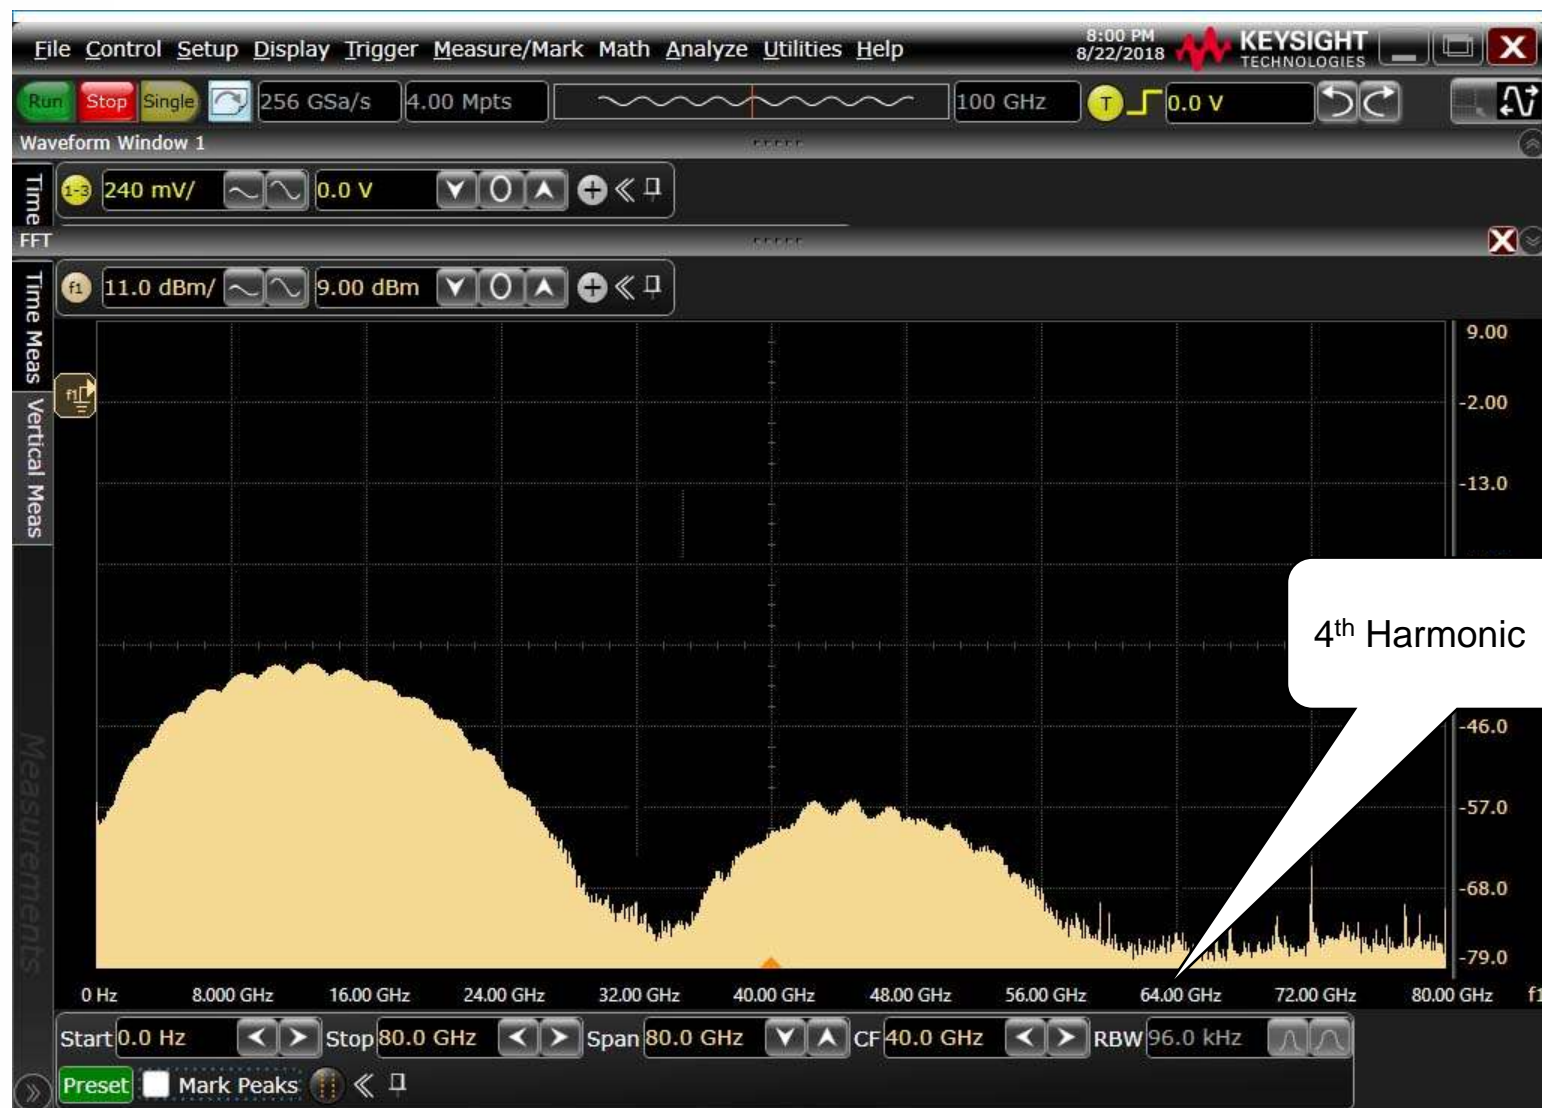 File Control Setup Display Trigger Measure/Mark Math Analyze Utilities Help
8:00 PM
8/22/2018
KEYSIGHT
TECHNOLOGIES
Run Stop Single 256 GSa/s 4.00 Mpts 100 GHz T 0.0 V
Waveform Window 1
Time
1-3 240 mV/ 0.0 V
FFT
f1 11.0 dBm/ 9.00 dBm
Time Meas
Vertical Meas
Measurements
f1
9.00
-2.00
-13.0
4th Harmonic
-46.0
-57.0
-68.0
-79.0
0 Hz 8.000 GHz 16.00 GHz 24.00 GHz 32.00 GHz 40.00 GHz 48.00 GHz 56.00 GHz 64.00 GHz 72.00 GHz 80.00 GHz f1
Start 0.0 Hz Stop 80.0 GHz Span 80.0 GHz CF 40.0 GHz RBW 96.0 kHz
Preset Mark Peaks